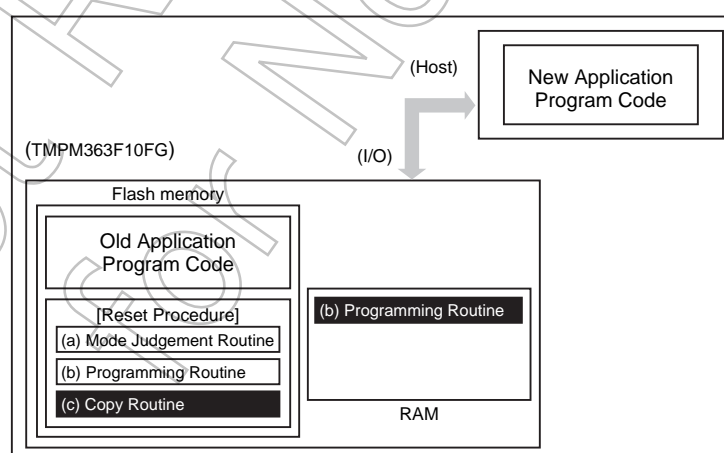 (Host)
New Application
Program Code
(TMPM363F10FG)
(I/O)
Flash memory
Old Application
Program Code
[Reset Procedure]
(a) Mode Judgement Routine
(b) Programming Routine
(c) Copy Routine
(b) Programming Routine
RAM